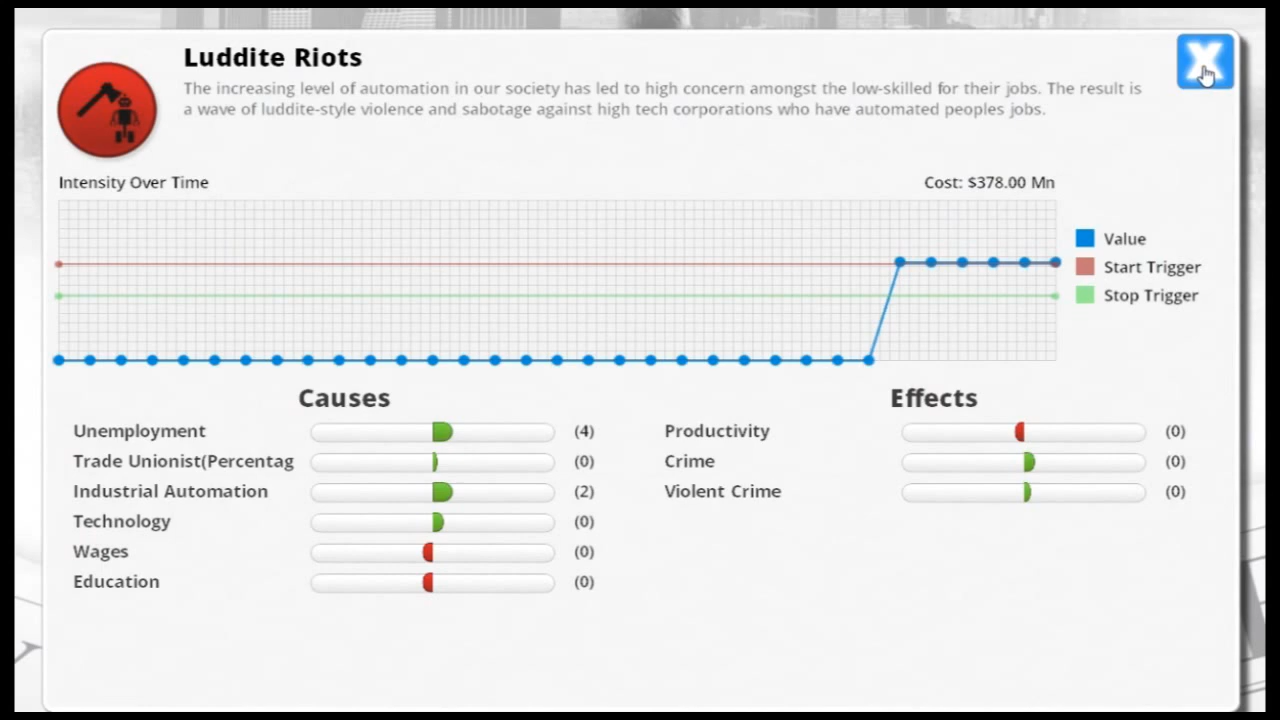 Luddite Riots
X
The increasing level of automation in our society has led to high concern amongst the low-skilled for their jobs. The result is
a wave of luddite-style violence and sabotage against high tech corporations who have automated peoples jobs.
Intensity Over Time
Cost: $378.00 Mn
Value
Start Trigger
Stop Trigger
Causes
Unemployment (4)
Trade Unionist(Percentag (0)
Industrial Automation (2)
Technology (0)
Wages (0)
Education (0)
Effects
Productivity (0)
Crime (0)
Violent Crime (0)